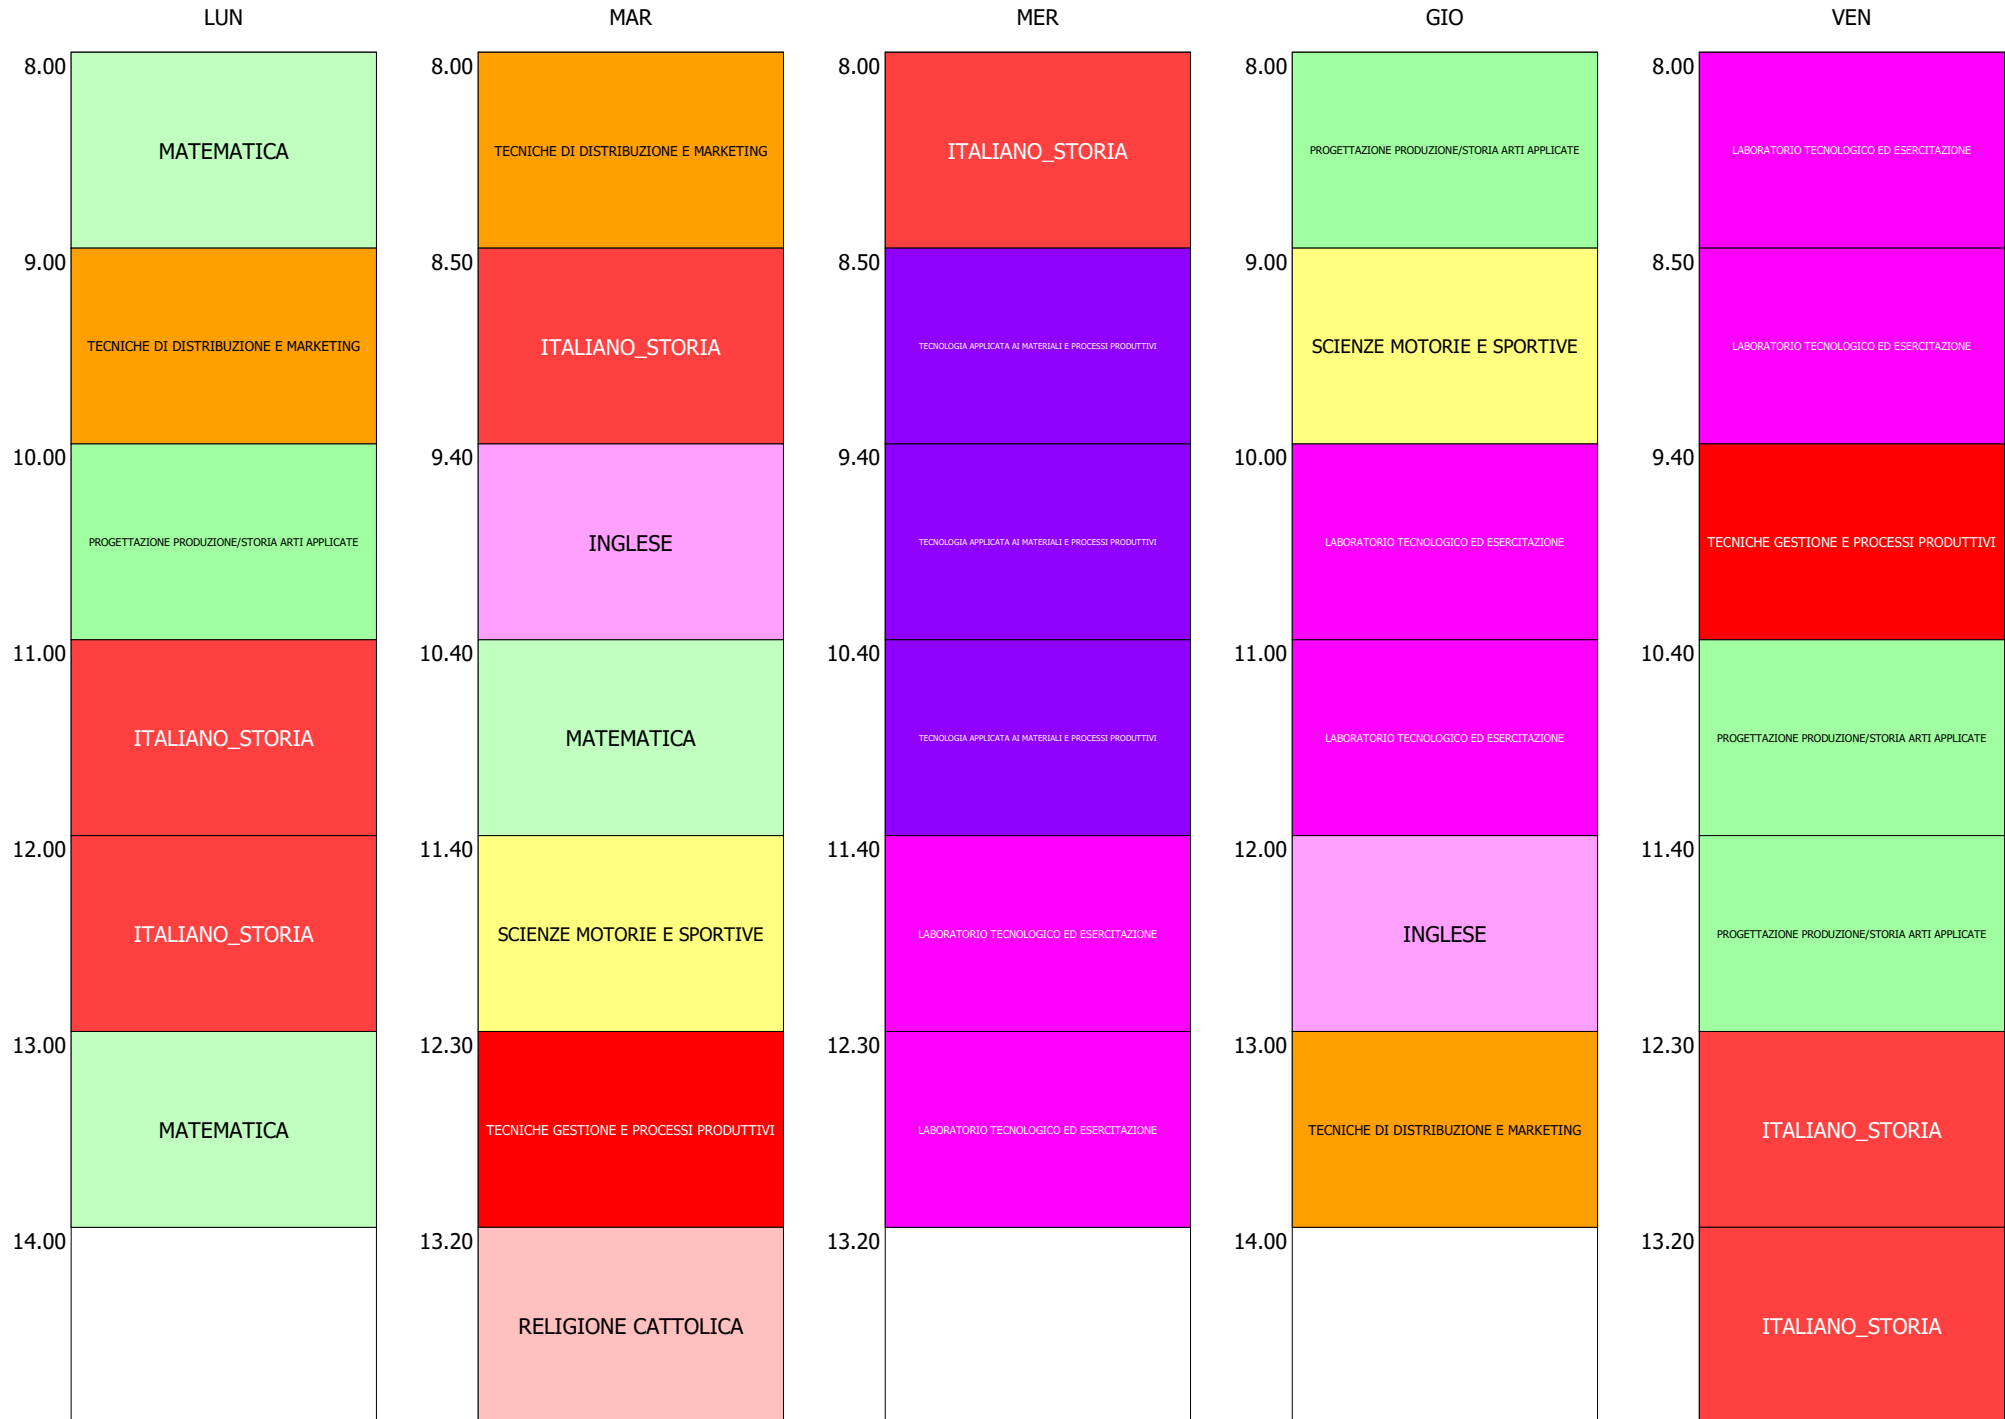 LUN MAR MER GIO VEN
8.00 MATEMATICA 8.00 TECNICHE DI DISTRIBUZIONE E MARKETING 8.00 ITALIANO_STORIA 8.00 PROGETTAZIONE PRODUZIONE/STORIA ARTI APPLICATE 8.00 LABORATORIO TECNOLOGICO ED ESERCITAZIONE
9.00 TECNICHE DI DISTRIBUZIONE E MARKETING 8.50 ITALIANO_STORIA 8.50 TECNOLOGIA APPLICATA AI MATERIALI E PROCESSI PRODUTTIVI 9.00 SCIENZE MOTORIE E SPORTIVE 8.50 LABORATORIO TECNOLOGICO ED ESERCITAZIONE
10.00 PROGETTAZIONE PRODUZIONE/STORIA ARTI APPLICATE 9.40 INGLESE 9.40 TECNOLOGIA APPLICATA AI MATERIALI E PROCESSI PRODUTTIVI 10.00 LABORATORIO TECNOLOGICO ED ESERCITAZIONE 9.40 TECNICHE GESTIONE E PROCESSI PRODUTTIVI
11.00 ITALIANO_STORIA 10.40 MATEMATICA 10.40 TECNOLOGIA APPLICATA AI MATERIALI E PROCESSI PRODUTTIVI 11.00 LABORATORIO TECNOLOGICO ED ESERCITAZIONE 10.40 PROGETTAZIONE PRODUZIONE/STORIA ARTI APPLICATE
12.00 ITALIANO_STORIA 11.40 SCIENZE MOTORIE E SPORTIVE 11.40 LABORATORIO TECNOLOGICO ED ESERCITAZIONE 12.00 INGLESE 11.40 PROGETTAZIONE PRODUZIONE/STORIA ARTI APPLICATE
13.00 MATEMATICA 12.30 TECNICHE GESTIONE E PROCESSI PRODUTTIVI 12.30 LABORATORIO TECNOLOGICO ED ESERCITAZIONE 13.00 TECNICHE DI DISTRIBUZIONE E MARKETING 12.30 ITALIANO_STORIA
14.00 13.20 RELIGIONE CATTOLICA 13.20 14.00 13.20 ITALIANO_STORIA